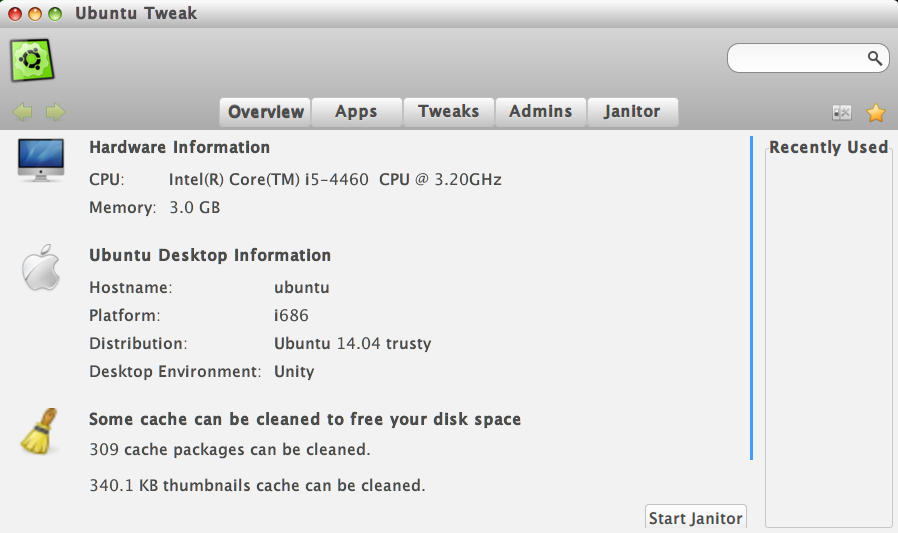 Ubuntu Tweak
Overview Apps Tweaks Admins Janitor
Hardware Information
CPU: Intel(R) Core(TM) i5-4460 CPU @ 3.20GHz
Memory: 3.0 GB
Ubuntu Desktop Information
Hostname: ubuntu
Platform: i686
Distribution: Ubuntu 14.04 trusty
Desktop Environment: Unity
Some cache can be cleaned to free your disk space
309 cache packages can be cleaned.
340.1 KB thumbnails cache can be cleaned.
Start Janitor
Recently Used